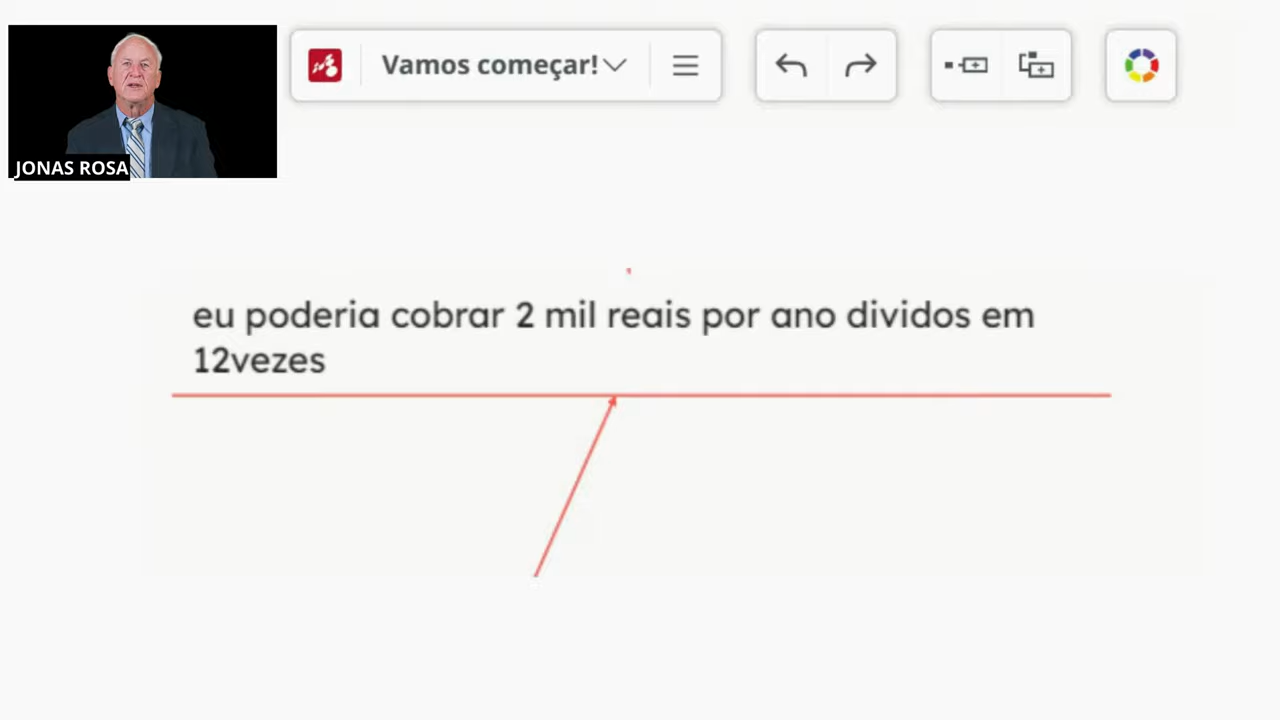 Vamos começar!
JONAS ROSA
eu poderia cobrar 2 mil reais por ano dividos em
12vezes